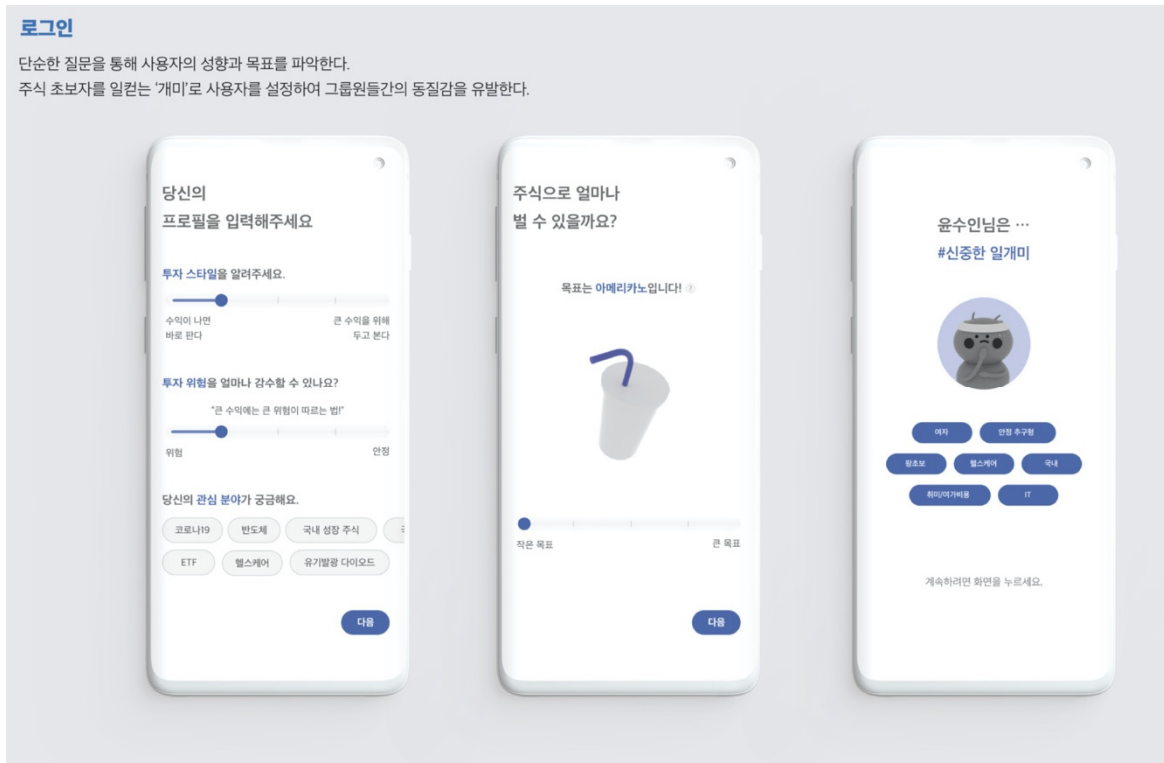 로그인
단순한 질문을 통해 사용자의 성향과 목표를 파악한다.
주식 초보자를 일컫는 '개미'로 사용자를 설정하여 그룹원들간의 동질감을 유발한다.
당신의
프로필을 입력해주세요
투자 스타일을 알려주세요.
수익이 나면
바로 판다
큰 수익을 위해
두고 본다
투자 위험을 얼마나 감수할 수 있나요?
"큰 수익에는 큰 위험이 따르는 법!"
위험
안정
당신의 관심 분야가 궁금해요.
코로나19
반도체
국내 성장 주식
ETF
헬스케어
유기발광 다이오드
다음
주식으로 얼마나
벌 수 있을까요?
목표는 아메리카노입니다! ?
작은 목표
큰 목표
다음
윤수인님은 …
#신중한 일개미
여자
안정 추구형
왕초보
헬스케어
국내
취미/여가비용
IT
계속하려면 화면을 누르세요.